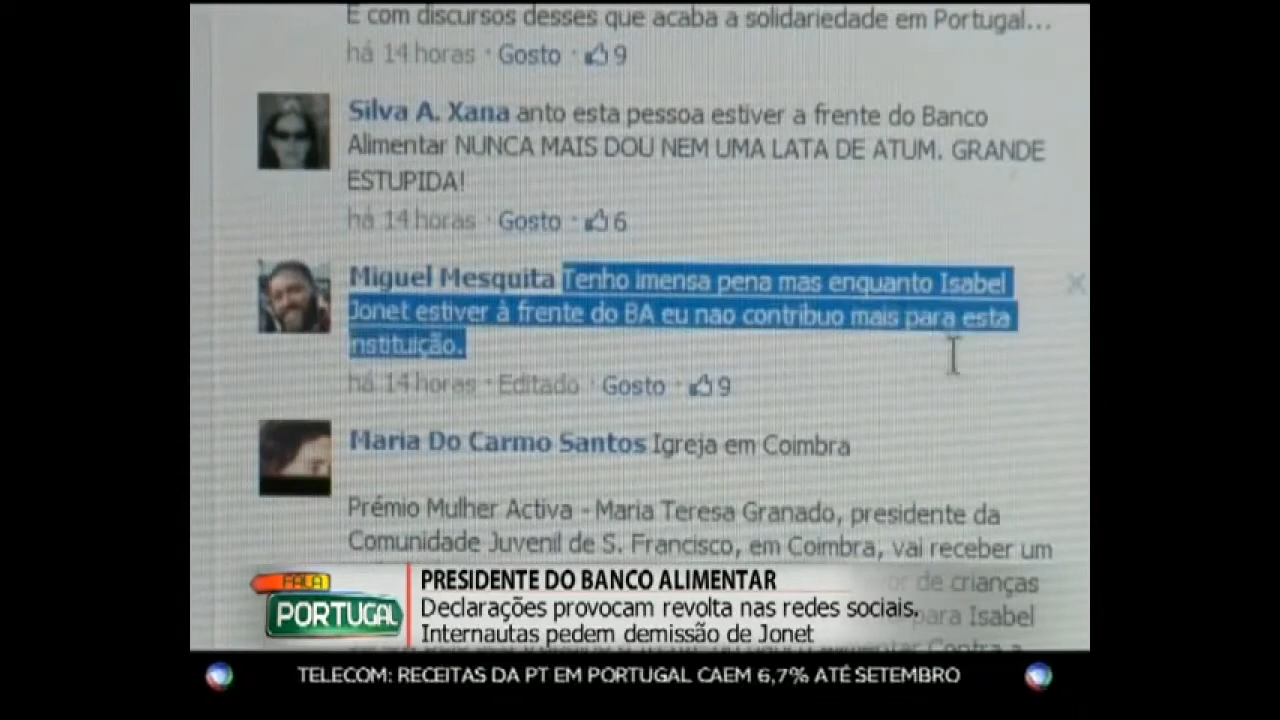 E com discursos desses que acaba a solidariedade em Portugal...
há 14 horas · Gosto · 9
Silva A. Xana anto esta pessoa estiver a frente do Banco
Alimentar NUNCA MAIS DOU NEM UMA LATA DE ATUM. GRANDE
ESTUPIDA!
há 14 horas · Gosto · 6
Miguel Mesquita Tenho imensa pena mas enquanto Isabel
Jonet estiver à frente do BA eu nao contribuo mais para esta
instituição.
há 14 horas · Editado · Gosto · 9
Maria Do Carmo Santos Igreja em Coimbra
Prémio Mulher Activa - Maria Teresa Granado, presidente da
Comunidade Juvenil de S. Francisco, em Coimbra, vai receber um
de crianças
para Isabel
FALA
PORTUGAL
PRESIDENTE DO BANCO ALIMENTAR
Declarações provocam revolta nas redes sociais.
Internautas pedem demissão de Jonet
TELECOM: RECEITAS DA PT EM PORTUGAL CAEM 6,7% ATÉ SETEMBRO